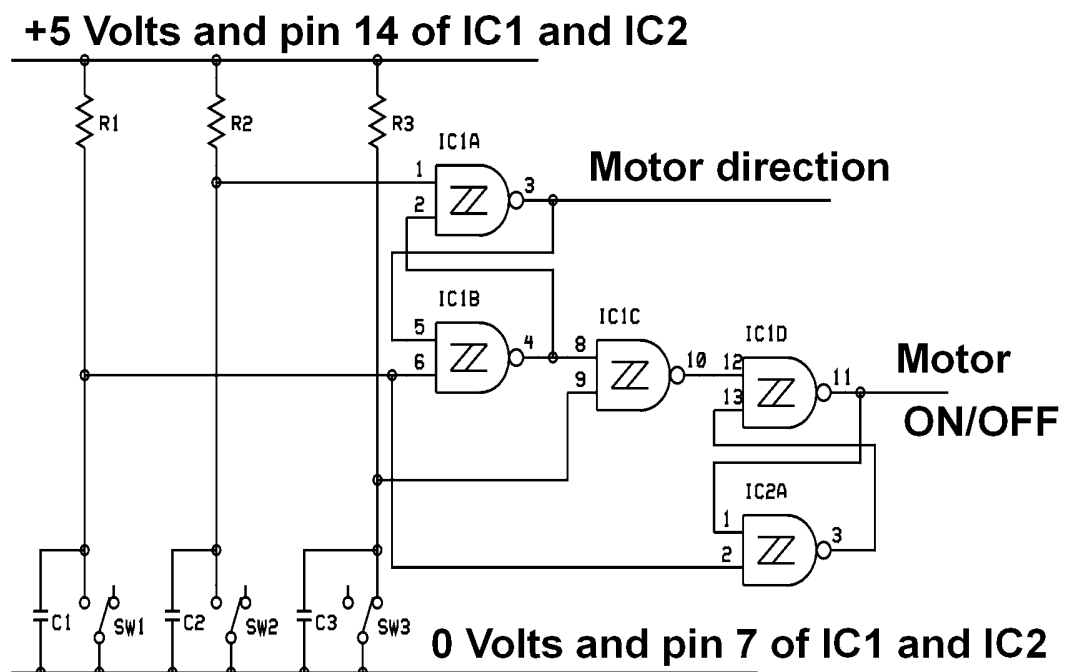 +5 Volts and pin 14 of IC1 and IC2
R1
R2
R3
IC1A
1
2
3
Motor direction
IC1B
5
6
4
IC1C
8
9
10
IC1D
12
13
11
Motor
ON/OFF
IC2A
1
2
3
C1
SW1
C2
SW2
C3
SW3
0 Volts and pin 7 of IC1 and IC2